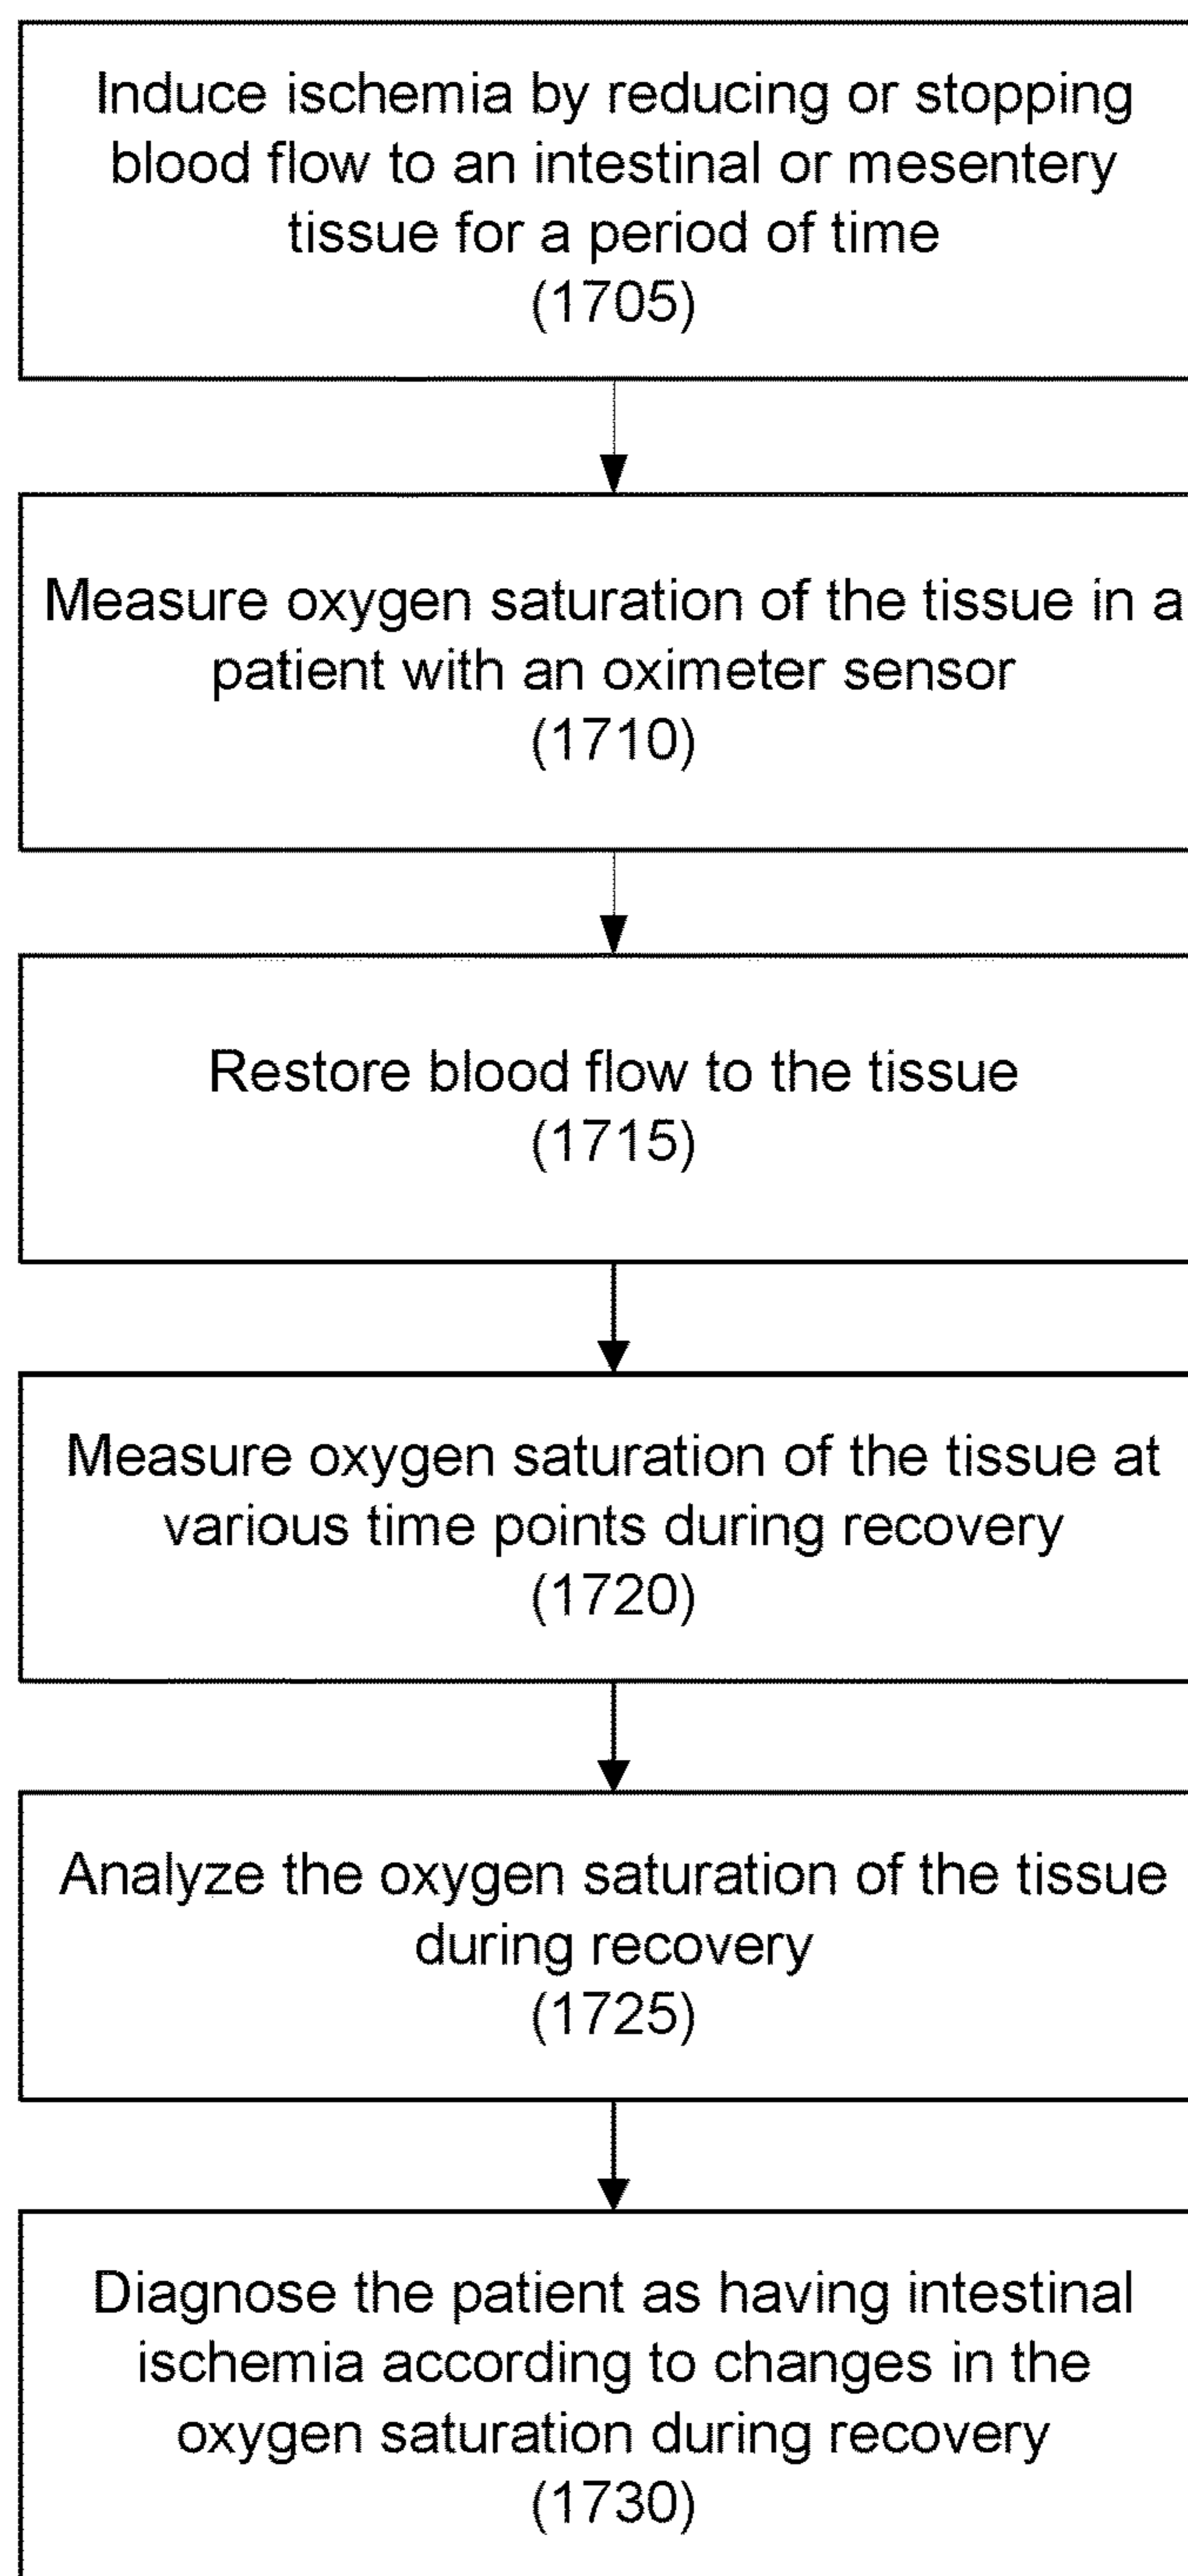 Induce ischemia by reducing or stopping
blood flow to an intestinal or mesentery
tissue for a period of time
(1705)
Measure oxygen saturation of the tissue in a
patient with an oximeter sensor
(1710)
Restore blood flow to the tissue
(1715)
Measure oxygen saturation of the tissue at
various time points during recovery
(1720)
Analyze the oxygen saturation of the tissue
during recovery
(1725)
Diagnose the patient as having intestinal
ischemia according to changes in the
oxygen saturation during recovery
(1730)